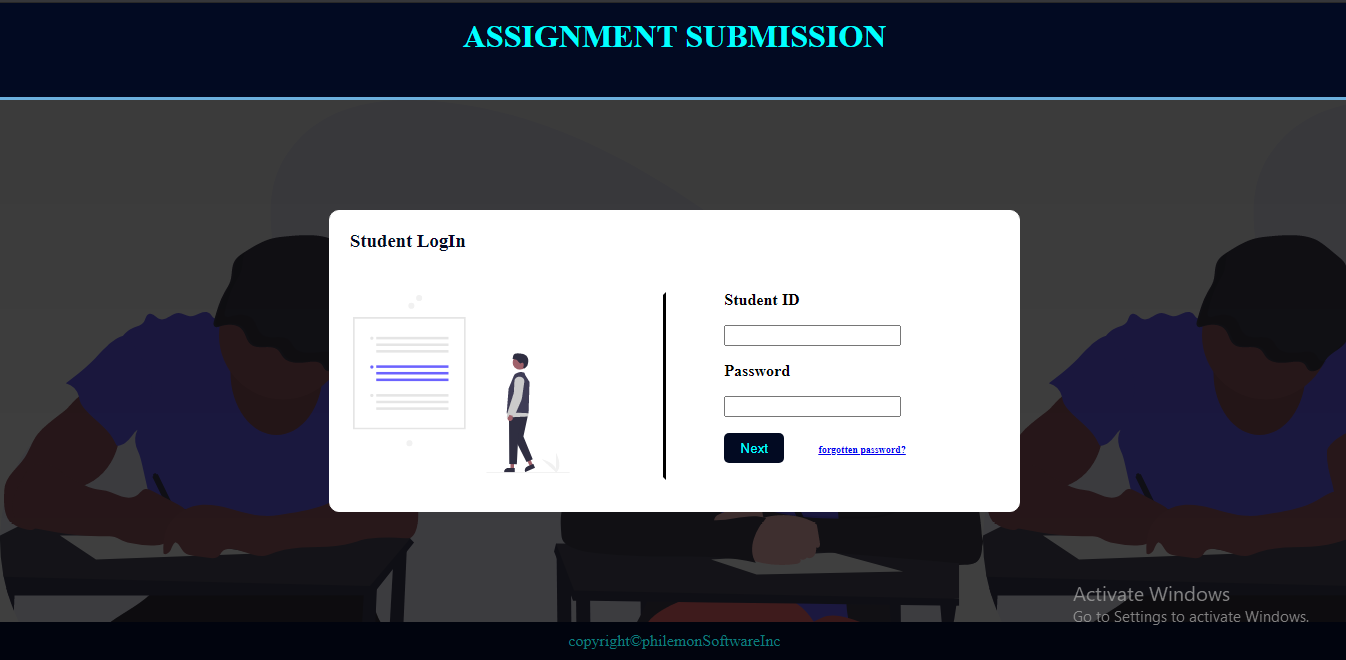 ASSIGNMENT SUBMISSION
Student LogIn
Student ID
Password
Next
forgotten password?
Activate Windows
Go to Settings to activate Windows.
copyright©philemonSoftwareInc